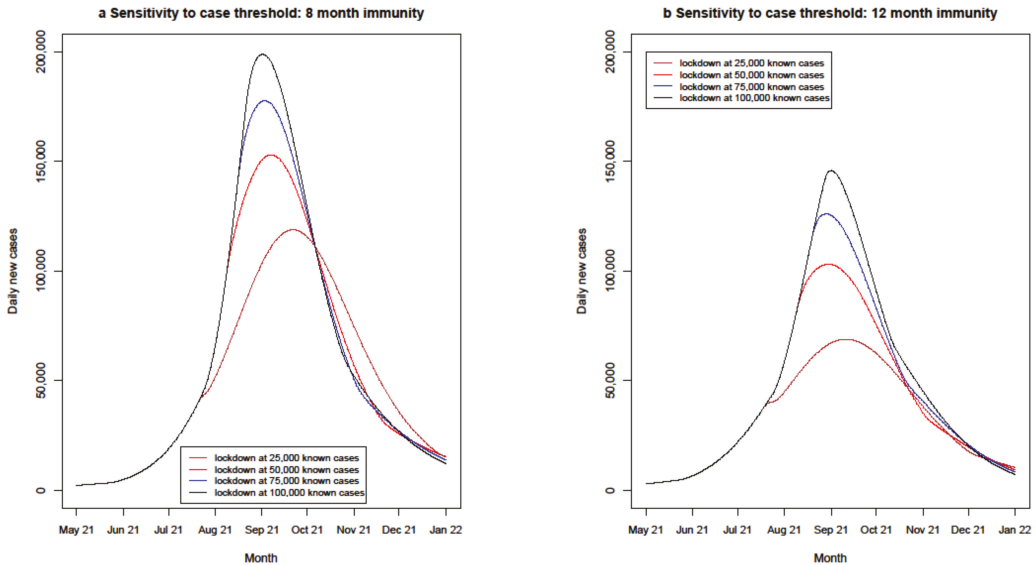 a Sensitivity to case threshold: 8 month immunity
200,000
150,000
100,000
50,000
0
Daily new cases
lockdown at 25,000 known cases
lockdown at 50,000 known cases
lockdown at 75,000 known cases
lockdown at 100,000 known cases
May 21 Jun 21 Jul 21 Aug 21 Sep 21 Oct 21 Nov 21 Dec 21 Jan 22
Month
b Sensitivity to case threshold: 12 month immunity
lockdown at 25,000 known cases
lockdown at 50,000 known cases
lockdown at 75,000 known cases
lockdown at 100,000 known cases
200,000
150,000
100,000
50,000
0
Daily new cases
May 21 Jun 21 Jul 21 Aug 21 Sep 21 Oct 21 Nov 21 Dec 21 Jan 22
Month